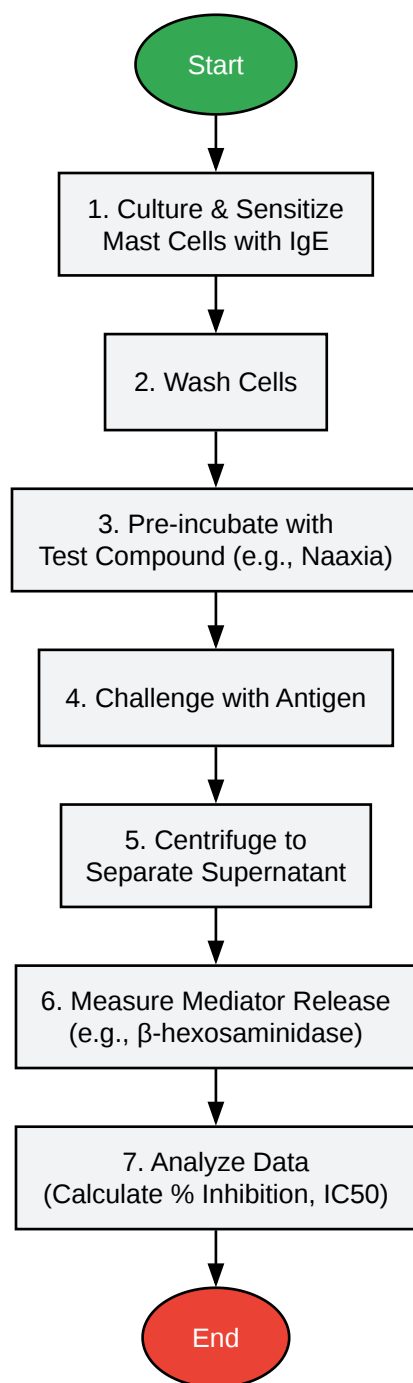 Start
1. Culture & Sensitize
Mast Cells with IgE
2. Wash Cells
3. Pre-incubate with
Test Compound (e.g., Naaxia)
4. Challenge with Antigen
5. Centrifuge to
Separate Supernatant
6. Measure Mediator Release
(e.g., β-hexosaminidase)
7. Analyze Data
(Calculate % Inhibition, IC50)
End